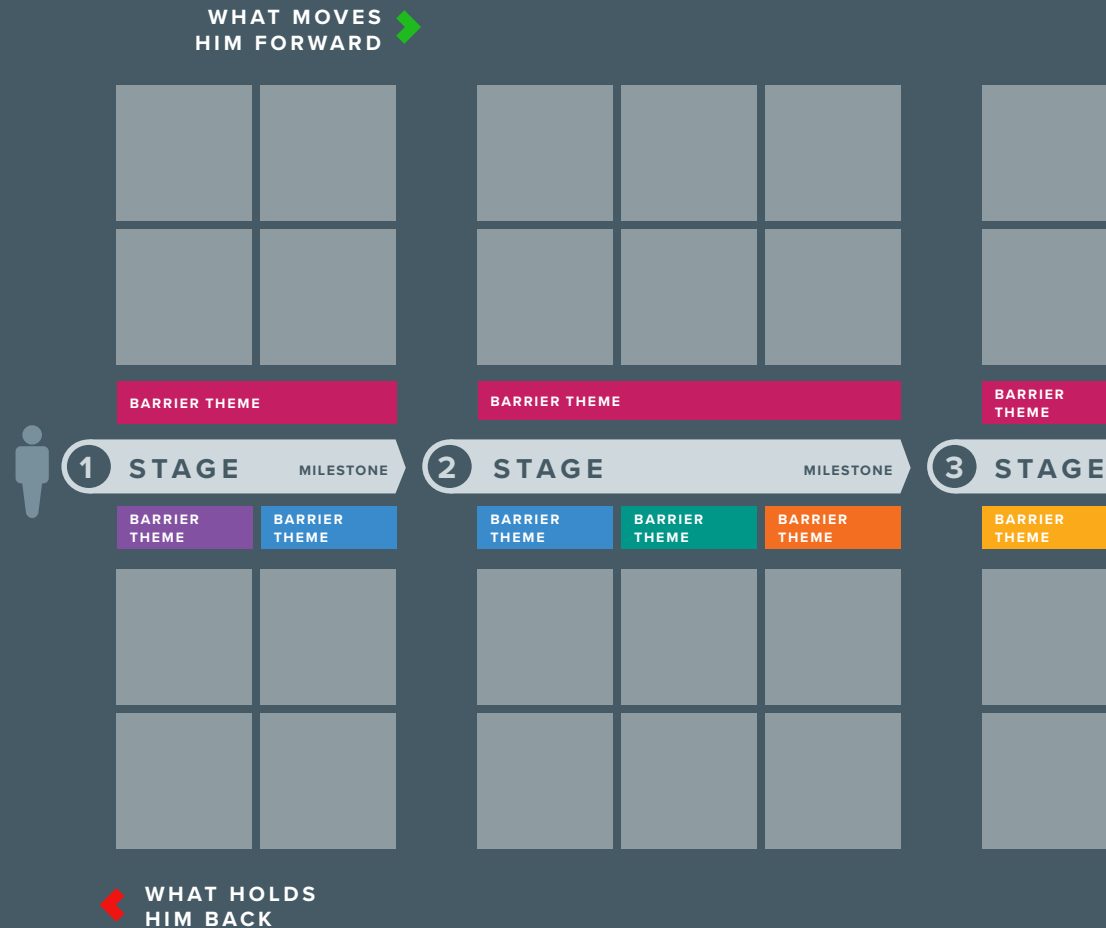 WHAT MOVES
HIM FORWARD
BARRIER THEME
BARRIER THEME
BARRIER
THEME
1
STAGE
MILESTONE
2
STAGE
MILESTONE
3
STAGE
BARRIER
THEME
BARRIER
THEME
BARRIER
THEME
BARRIER
THEME
BARRIER
THEME
BARRIER
THEME
WHAT HOLDS
HIM BACK